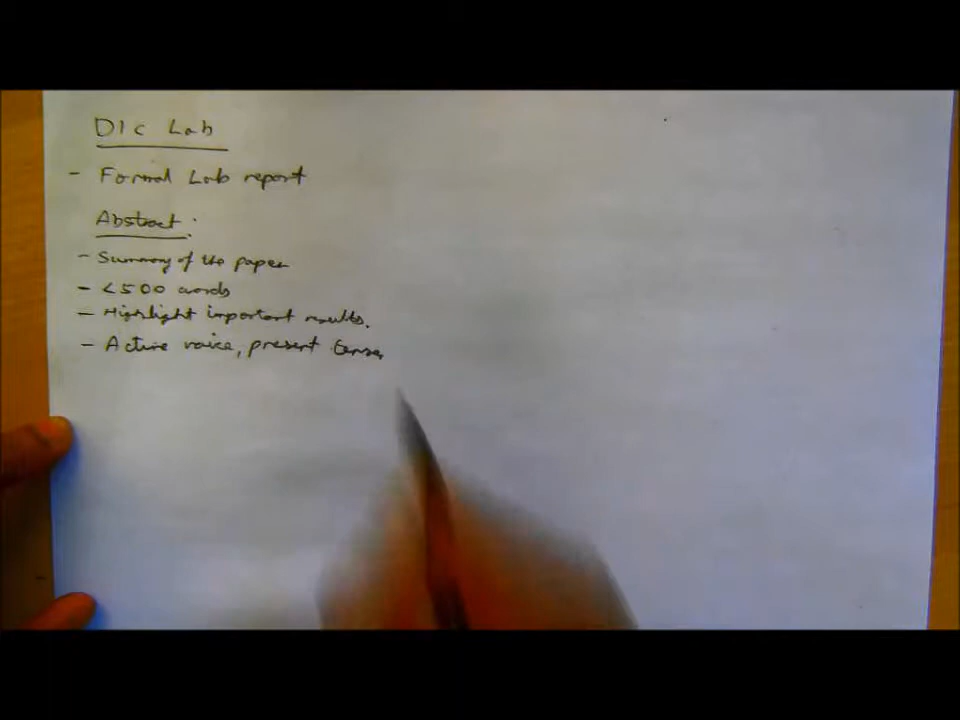 DIC Lab
- Formal Lab report
Abstract :
- Summary of the paper
- <500 words
- Highlight important results.
- Active voice, present tense,